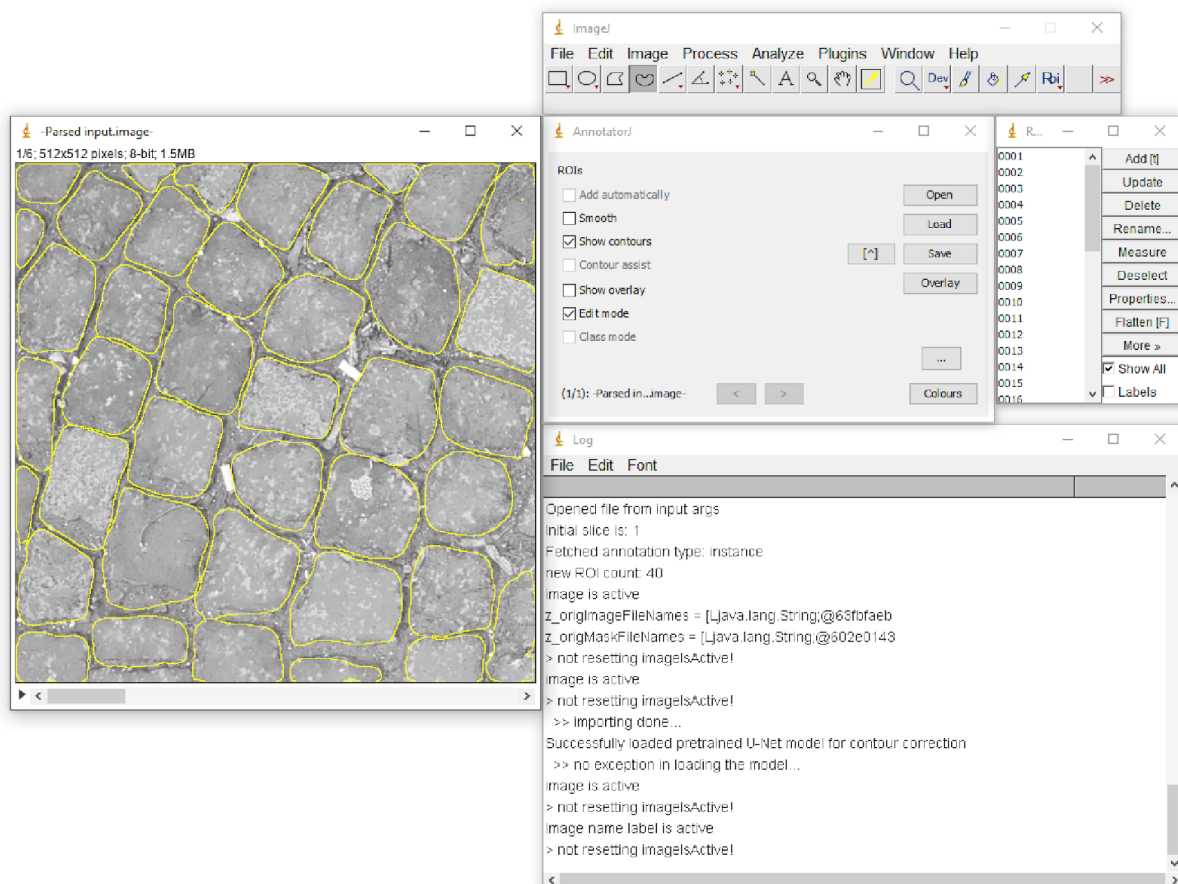 ImageJ
File Edit Image Process Analyze Plugins Window Help
A Dev Roi >>
-Parsed input.image-
1/6; 512x512 pixels; 8-bit; 1.5MB
AnnotatorJ
ROIs
Add automatically
Smooth
Show contours
Contour assist
Show overlay
Edit mode
Class mode
Open
Load
[^] Save
Overlay
...
(1/1): -Parsed in...image- < > Colours
R...
0001
0002
0003
0004
0005
0006
0007
0008
0009
0010
0011
0012
0013
0014
0015
0016
Add [t]
Update
Delete
Rename...
Measure
Deselect
Properties...
Flatten [F]
More »
Show All
Labels
Log
File Edit Font
Opened file from input args
Initial slice is: 1
Fetched annotation type: instance
new ROI count: 40
image is active
z_origImageFileNames = [Ljava.lang.String;@63fbfaeb
z_origMaskFileNames = [Ljava.lang.String;@602e0143
> not resetting imageIsActive!
image is active
> not resetting imageIsActive!
>> importing done...
Successfully loaded pretrained U-Net model for contour correction
>> no exception in loading the model...
image is active
> not resetting imageIsActive!
image name label is active
> not resetting imageIsActive!